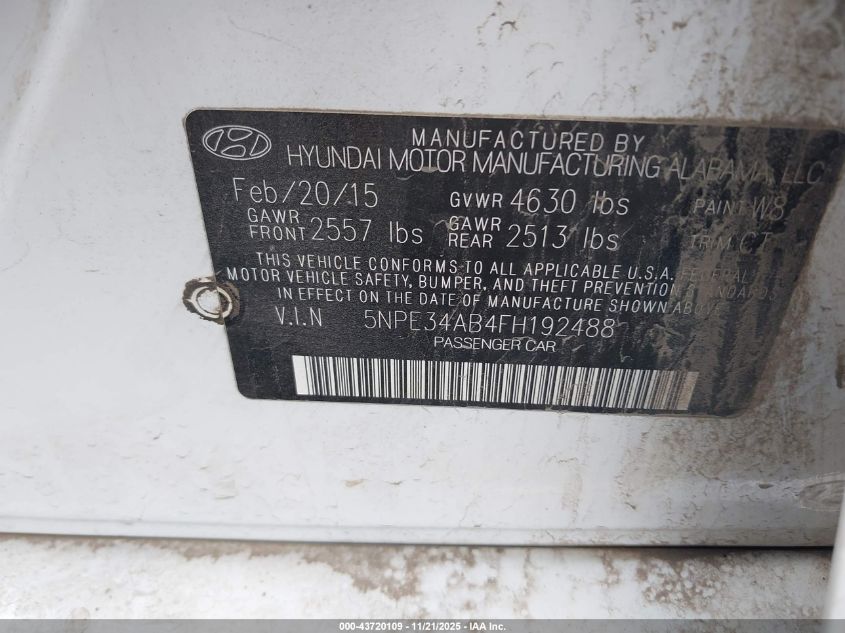 MANUFACTURED BY
HYUNDAI MOTOR MANUFACTURING ALABAMA, LLC
Feb/20/15 GVWR 4630 lbs PAINT W8
GAWR FRONT 2557 lbs GAWR REAR 2513 lbs TRIM CT
THIS VEHICLE CONFORMS TO ALL APPLICABLE U.S.A. FEDERAL
MOTOR VEHICLE SAFETY, BUMPER, AND THEFT PREVENTION STANDARDS
IN EFFECT ON THE DATE OF MANUFACTURE SHOWN ABOVE
V.I.N 5NPE34AB4FH192488
PASSENGER CAR
000-43720109 - 11/21/2025 - IAA Inc.